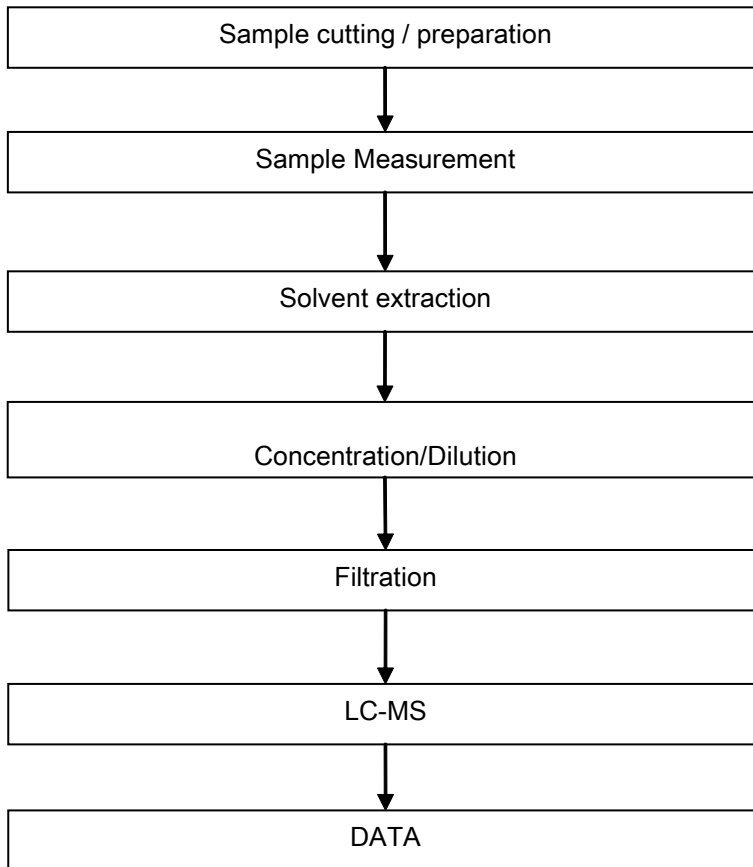 Sample cutting / preparation
Sample Measurement
Solvent extraction
Concentration/Dilution
Filtration
LC-MS
DATA